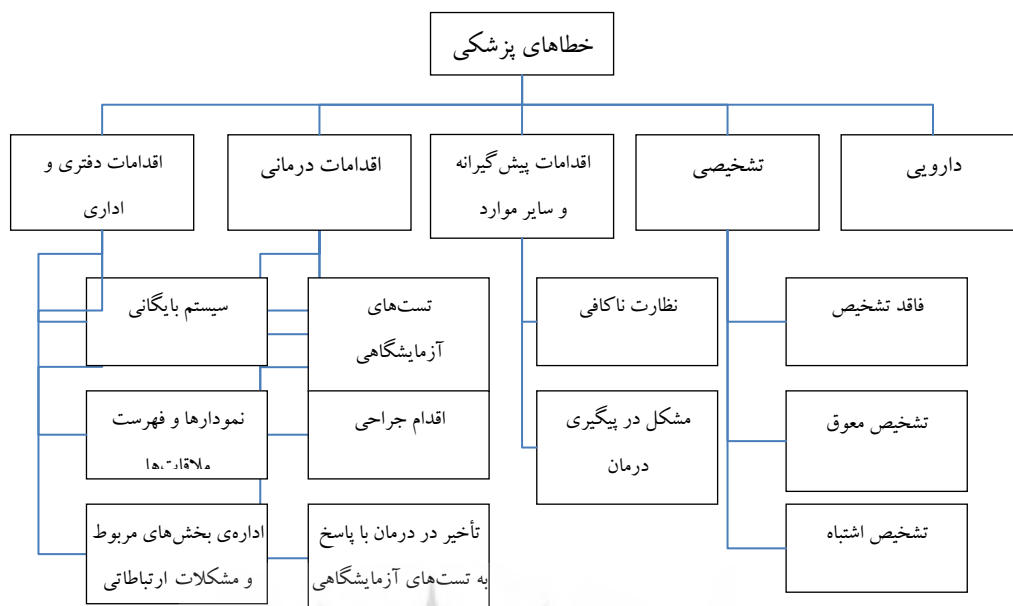 خطاهای پزشکی
دارویی
تشخیصی
اقدامات پیش‌گیرانه
و سایر موارد
اقدامات درمانی
اقدامات دفتری و
اداری
فاقد تشخیص
نظارت ناکافی
تست‌های
آزمایشگاهی
سیستم بایگانی
تشخیص معوق
مشکل در پیگیری
درمان
اقدام جراحی
نمودارها و فهرست
ملاقات‌ها
تشخیص اشتباه
تأخیر در درمان با پاسخ
به تست‌های آزمایشگاهی
اداره‌ی بخش‌های مربوط
و مشکلات ارتباطاتی